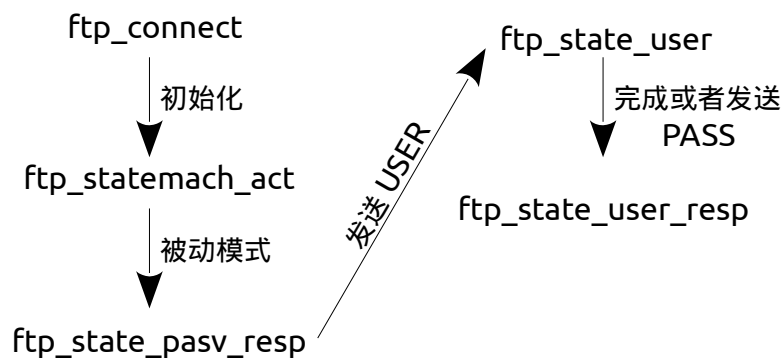 ftp_connect
初始化
ftp_statemach_act
被动模式
ftp_state_pasv_resp
发送 USER
ftp_state_user
完成或者发送
PASS
ftp_state_user_resp